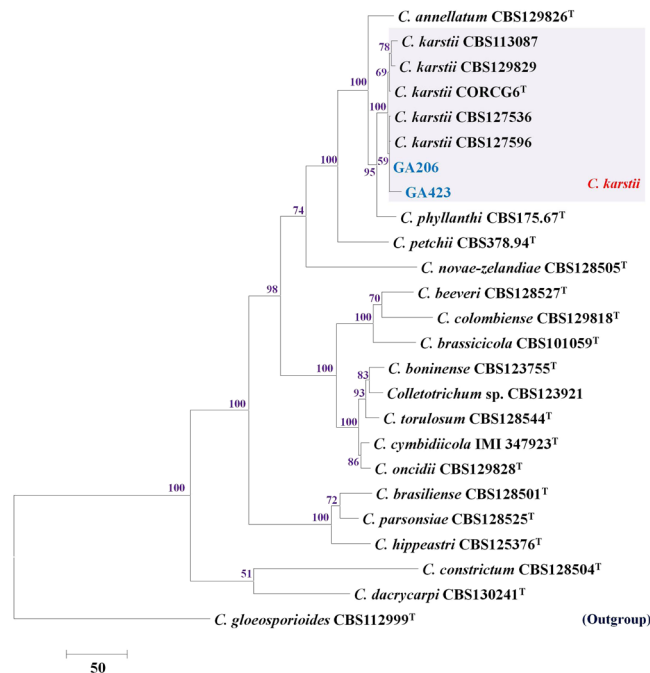 C. annellatum CBS129826T
C. karstii CBS113087
78
C. karstii CBS129829
69
100
C. karstii CORCG6T
100
C. karstii CBS127536
C. karstii CBS127596
59
GA206
100
95
C. karstii
GA423
74
C. phyllanthi CBS175.67T
C. petchii CBS378.94T
C. novae-zelandiae CBS128505T
98
70
C. beeveri CBS128527T
100
C. colombiense CBS129818T
C. brassicicola CBS101059T
83
C. boninense CBS123755T
93
Colletotrichum sp. CBS123921
100
100
C. torulosum CBS128544T
C. cymbidiicola IMI 347923T
86
C. oncidii CBS129828T
100
72
C. brasiliense CBS128501T
100
C. parsonsiae CBS128525T
C. hippeastri CBS125376T
51
C. constrictum CBS128504T
C. dacrycarpi CBS130241T
C. gloeosporioides CBS112999T
(Outgroup)
50